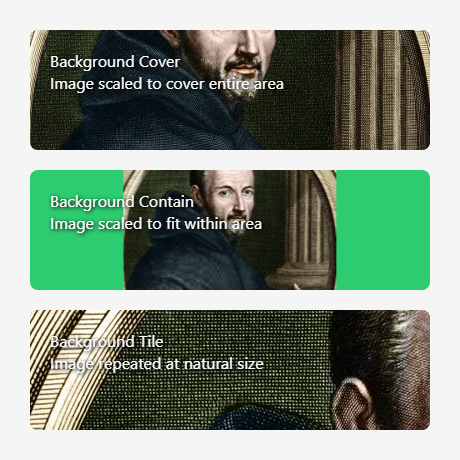 Background Cover
Image scaled to cover entire area
Background Contain
Image scaled to fit within area
Background Tile
Image repeated at natural size